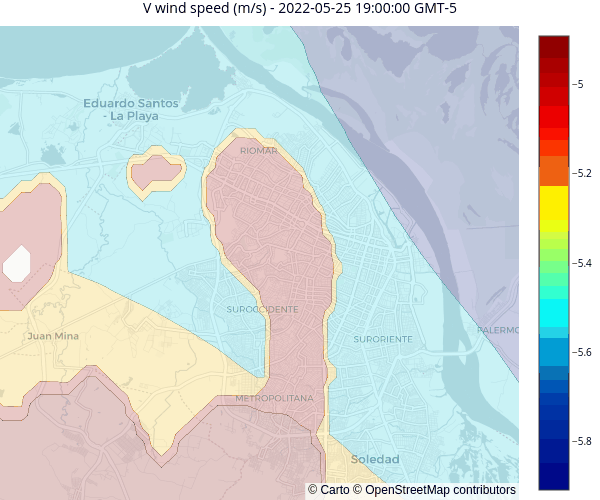 V wind speed (m/s) - 2022-05-25 19:00:00 GMT-5
Eduardo Santos
- La Playa
RIOMAR
SUROCCIDENTE
Juan Mina
SURORIENTE
PALERMO
METROPOLITANA
Soledad
© Carto © OpenStreetMap contributors
−5
−5.2
−5.4
−5.6
−5.8